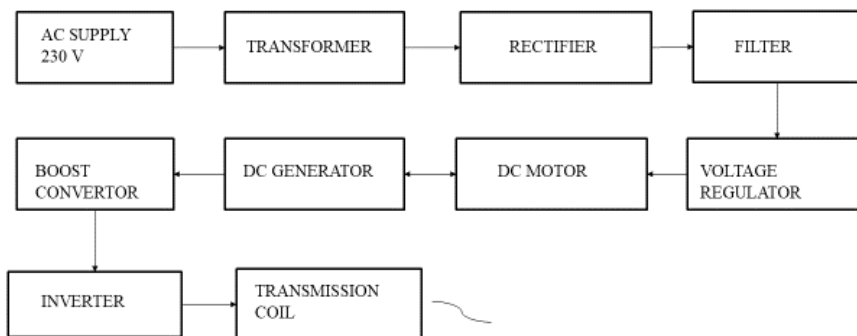 AC SUPPLY
230 V
TRANSFORMER
RECTIFIER
FILTER
BOOST
CONVERTOR
DC GENERATOR
DC MOTOR
VOLTAGE
REGULATOR
INVERTER
TRANSMISSION
COIL